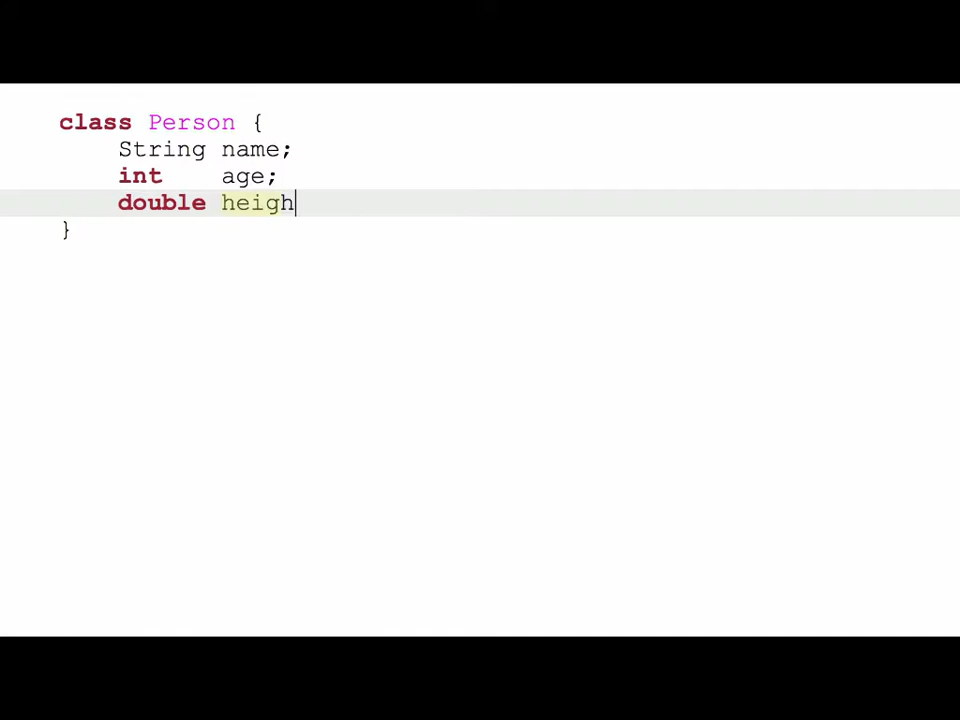 class Person {
    String name;
    int    age;
    double heigh
}